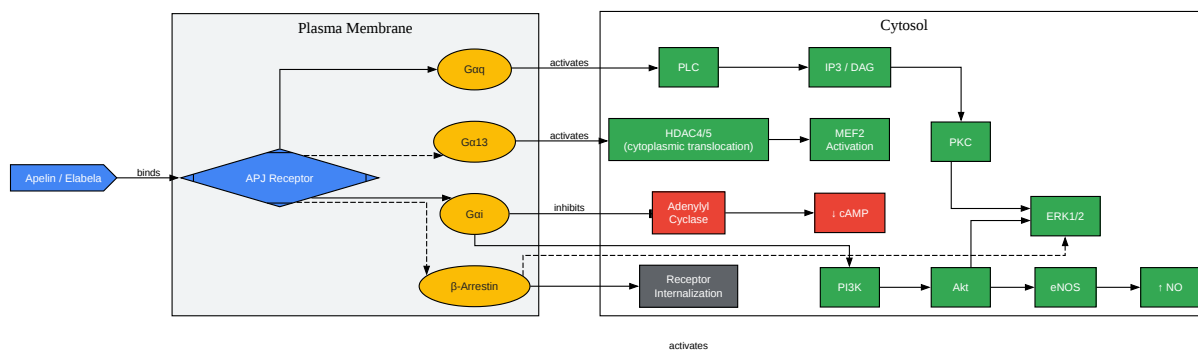 Plasma Membrane
Cytosol
Gαq
activates
PLC
IP3 / DAG
Gα13
activates
HDAC4/5
(cytoplasmic translocation)
MEF2
Activation
PKC
Apelin / Elabela
binds
APJ Receptor
Gαi
inhibits
Adenylyl
Cyclase
↓ cAMP
ERK1/2
β-Arrestin
Receptor
Internalization
PI3K
Akt
eNOS
↑ NO
activates